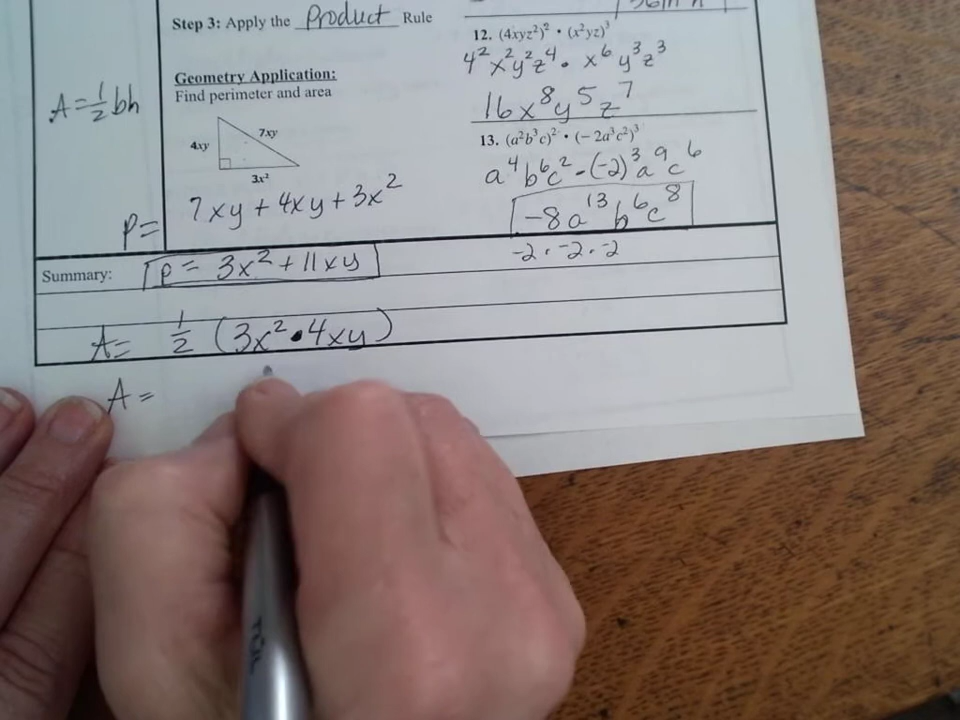 Step 3: Apply the Product Rule
Geometry Application:
Find perimeter and area
A = 1/2 bh
4xy
7xy
3x²
P = 7xy + 4xy + 3x²
12. (4xyz²)² · (x²yz)³
4²x²y²z⁴ · x⁶y³z³
16x⁸y⁵z⁷
13. (a²b³c)² · (−2a³c²)³
a⁴b⁶c² · (-2)³a⁹c⁶
-8a¹³b⁶c⁸
-2 · -2 · -2
Summary: P = 3x² + 11xy
A = 1/2 (3x² · 4xy)
A =
TÜL